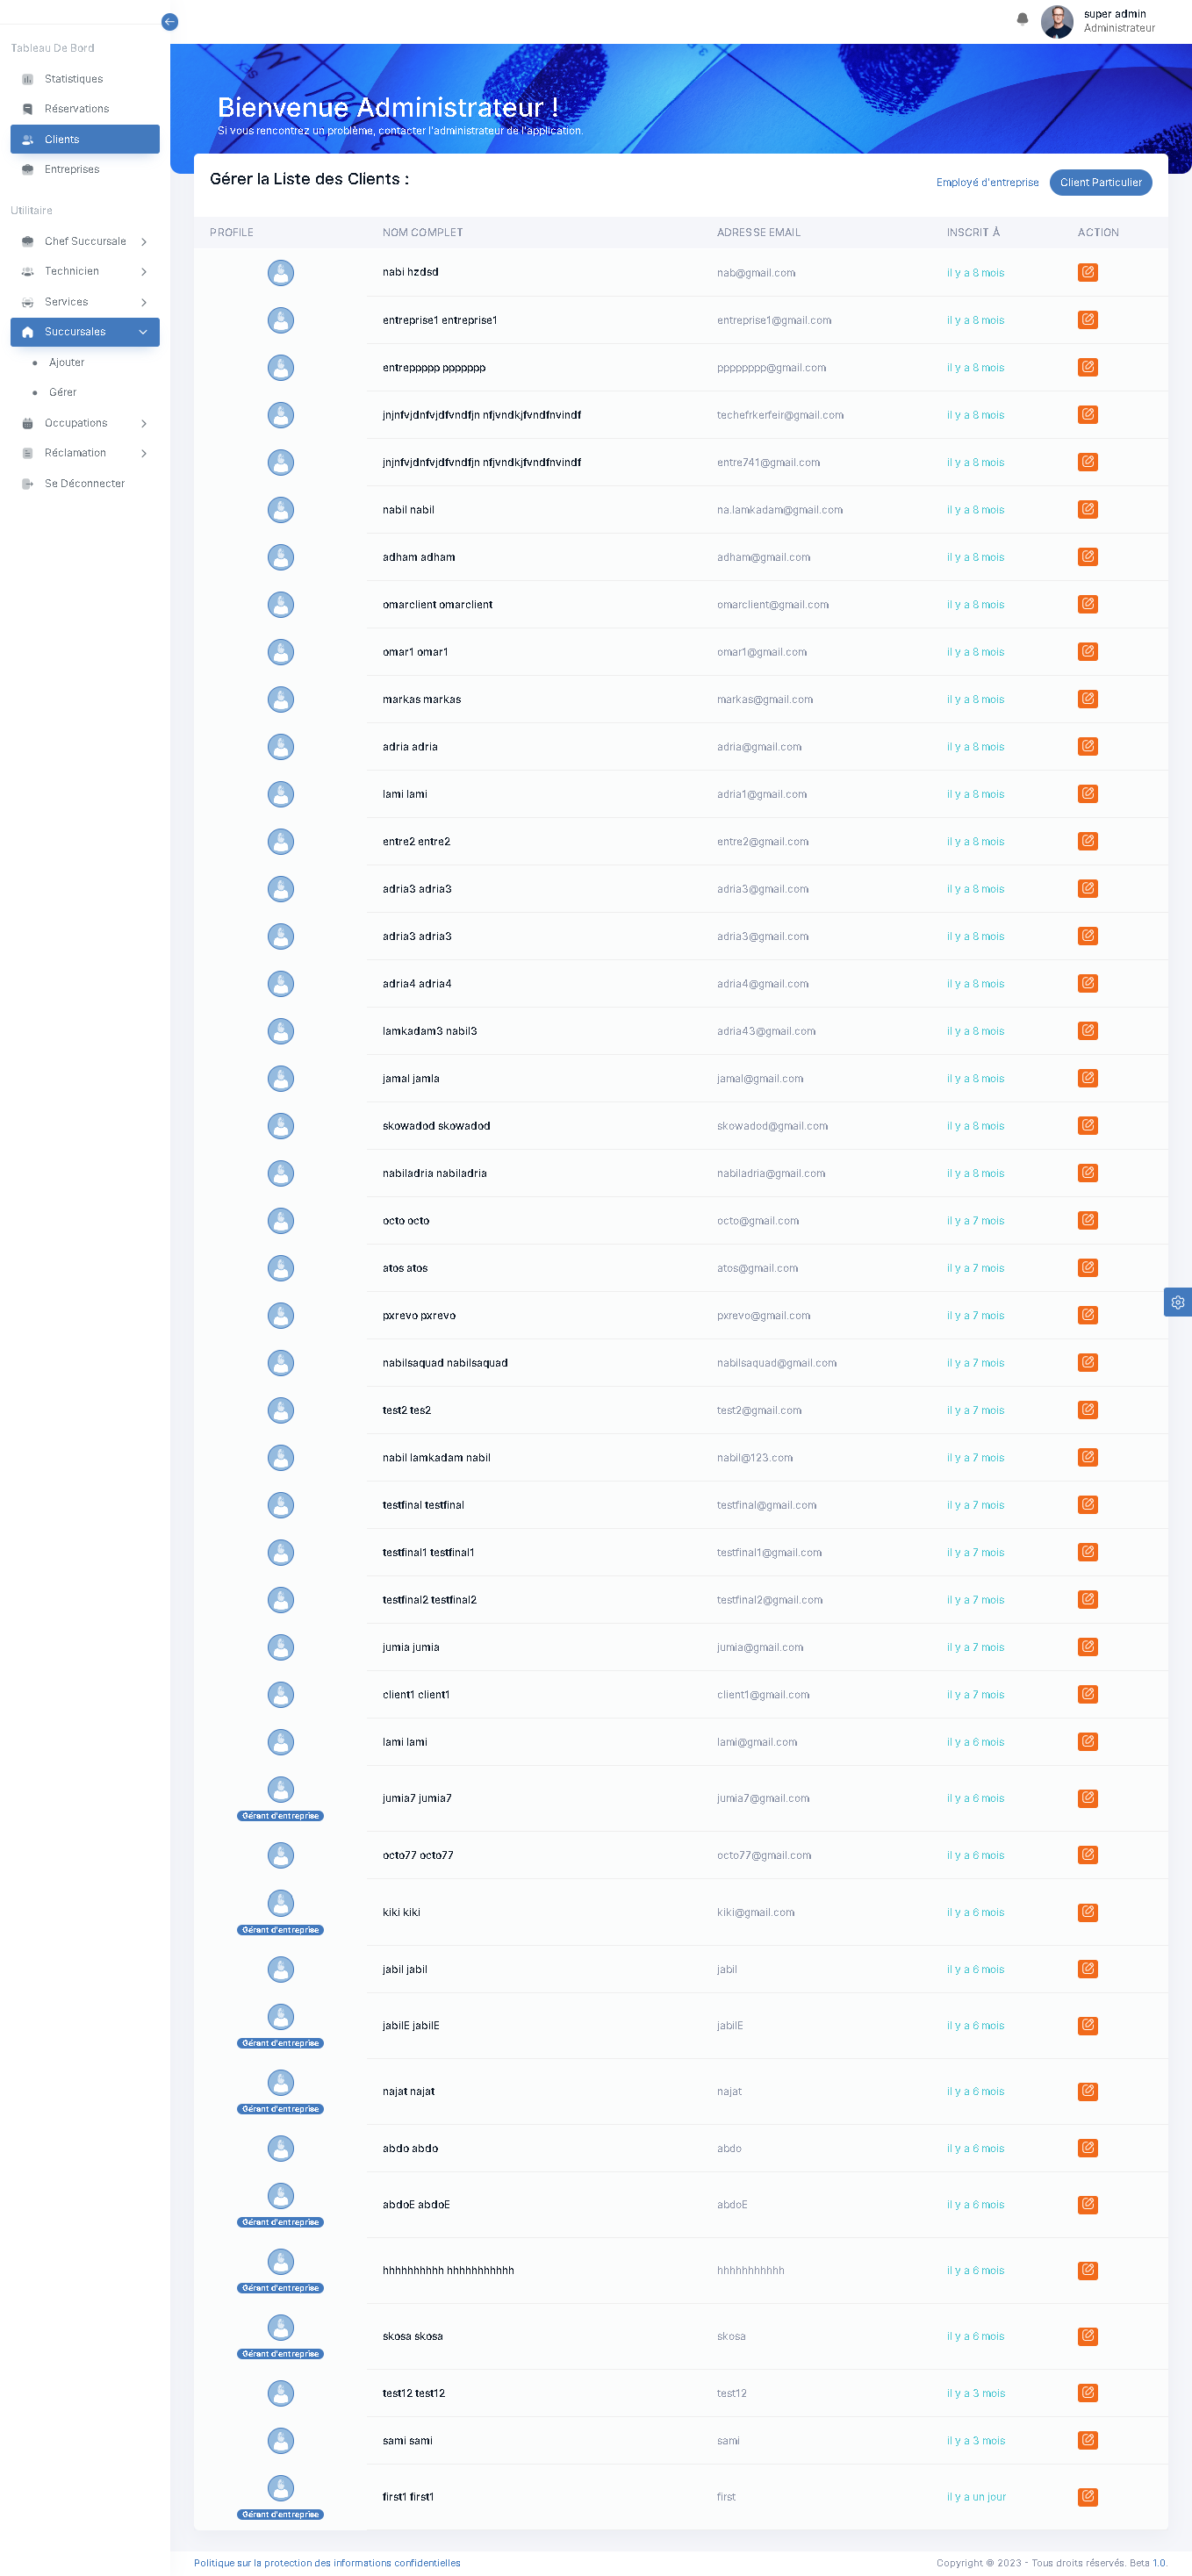 super admin
Administrateur
Tableau De Bord
Statistiques
Réservations
Clients
Entreprises
Utilitaire
Chef Succursale
Technicien
Services
Succursales
Ajouter
Gérer
Occupations
Réclamation
Se Déconnecter
Bienvenue Administrateur !
Si vous rencontrez un problème, contacter l'administrateur de l'application.
Gérer la Liste des Clients :
Employé d'entreprise Client Particulier
PROFILE NOM COMPLET ADRESSE EMAIL INSCRIT À ACTION
nabi hzdsd nab@gmail.com il y a 8 mois
entreprise1 entreprise1 entreprise1@gmail.com il y a 8 mois
entreppppp ppppppp pppppppp@gmail.com il y a 8 mois
jnjnfvjdnfvjdfvndfjn nfjvndkjfvndfnvindf techefrkerfeir@gmail.com il y a 8 mois
jnjnfvjdnfvjdfvndfjn nfjvndkjfvndfnvindf entre741@gmail.com il y a 8 mois
nabil nabil na.lamkadam@gmail.com il y a 8 mois
adham adham adham@gmail.com il y a 8 mois
omarclient omarclient omarclient@gmail.com il y a 8 mois
omar1 omar1 omar1@gmail.com il y a 8 mois
markas markas markas@gmail.com il y a 8 mois
adria adria adria@gmail.com il y a 8 mois
lami lami adria1@gmail.com il y a 8 mois
entre2 entre2 entre2@gmail.com il y a 8 mois
adria3 adria3 adria3@gmail.com il y a 8 mois
adria3 adria3 adria3@gmail.com il y a 8 mois
adria4 adria4 adria4@gmail.com il y a 8 mois
lamkadam3 nabil3 adria43@gmail.com il y a 8 mois
jamal jamla jamal@gmail.com il y a 8 mois
skowadod skowadod skowadod@gmail.com il y a 8 mois
nabiladria nabiladria nabiladria@gmail.com il y a 8 mois
octo octo octo@gmail.com il y a 7 mois
atos atos atos@gmail.com il y a 7 mois
pxrevo pxrevo pxrevo@gmail.com il y a 7 mois
nabilsaquad nabilsaquad nabilsaquad@gmail.com il y a 7 mois
test2 tes2 test2@gmail.com il y a 7 mois
nabil lamkadam nabil nabil@123.com il y a 7 mois
testfinal testfinal testfinal@gmail.com il y a 7 mois
testfinal1 testfinal1 testfinal1@gmail.com il y a 7 mois
testfinal2 testfinal2 testfinal2@gmail.com il y a 7 mois
jumia jumia jumia@gmail.com il y a 7 mois
client1 client1 client1@gmail.com il y a 7 mois
lami lami lami@gmail.com il y a 6 mois
jumia7 jumia7 jumia7@gmail.com il y a 6 mois
Gérant d'entreprise
octo77 octo77 octo77@gmail.com il y a 6 mois
kiki kiki kiki@gmail.com il y a 6 mois
Gérant d'entreprise
jabil jabil jabil il y a 6 mois
jabilE jabilE jabilE il y a 6 mois
Gérant d'entreprise
najat najat najat il y a 6 mois
Gérant d'entreprise
abdo abdo abdo il y a 6 mois
abdoE abdoE abdoE il y a 6 mois
Gérant d'entreprise
hhhhhhhhhh hhhhhhhhhhh hhhhhhhhhhh il y a 6 mois
Gérant d'entreprise
skosa skosa skosa il y a 6 mois
Gérant d'entreprise
test12 test12 test12 il y a 3 mois
sami sami sami il y a 3 mois
first1 first1 first il y a un jour
Gérant d'entreprise
Politique sur la protection des informations confidentielles
Copyright © 2023 - Tous droits réservés. Beta 1.0.